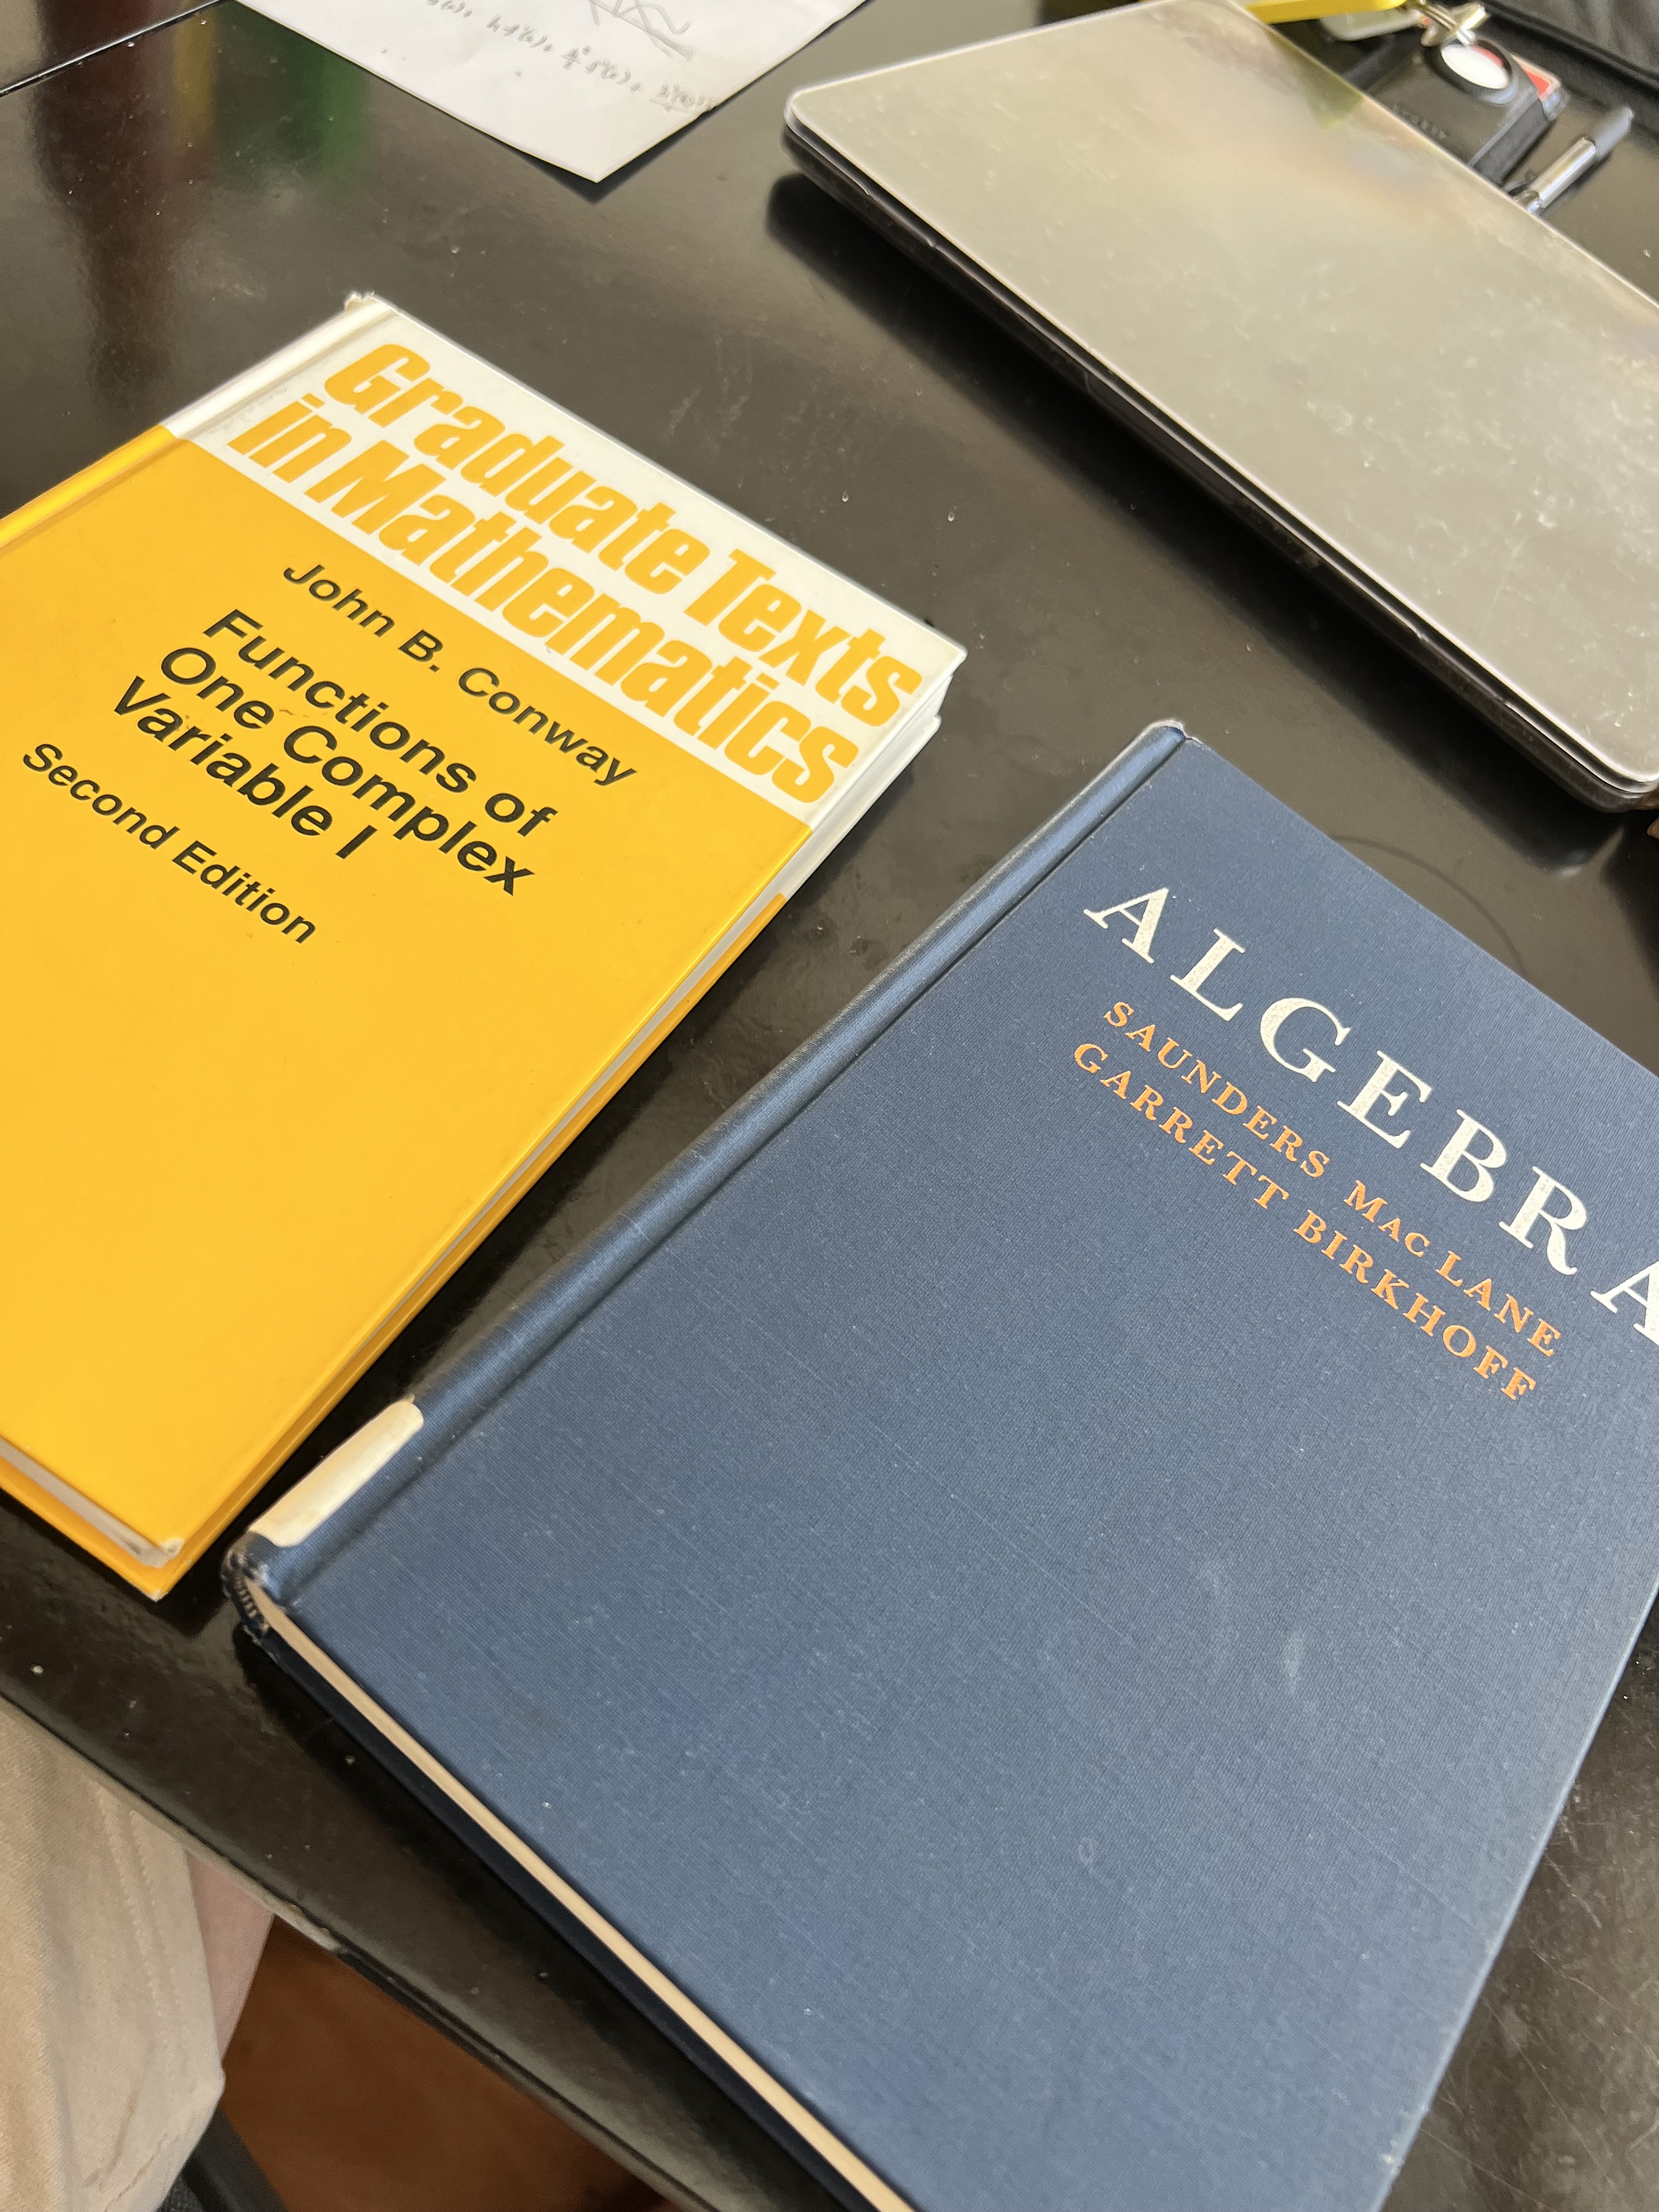 Graduate Texts
in Mathematics
John B. Conway
Functions of
One Complex
Variable I
Second Edition
ALGEBRA
SAUNDERS MAC LANE
GARRETT BIRKHOFF